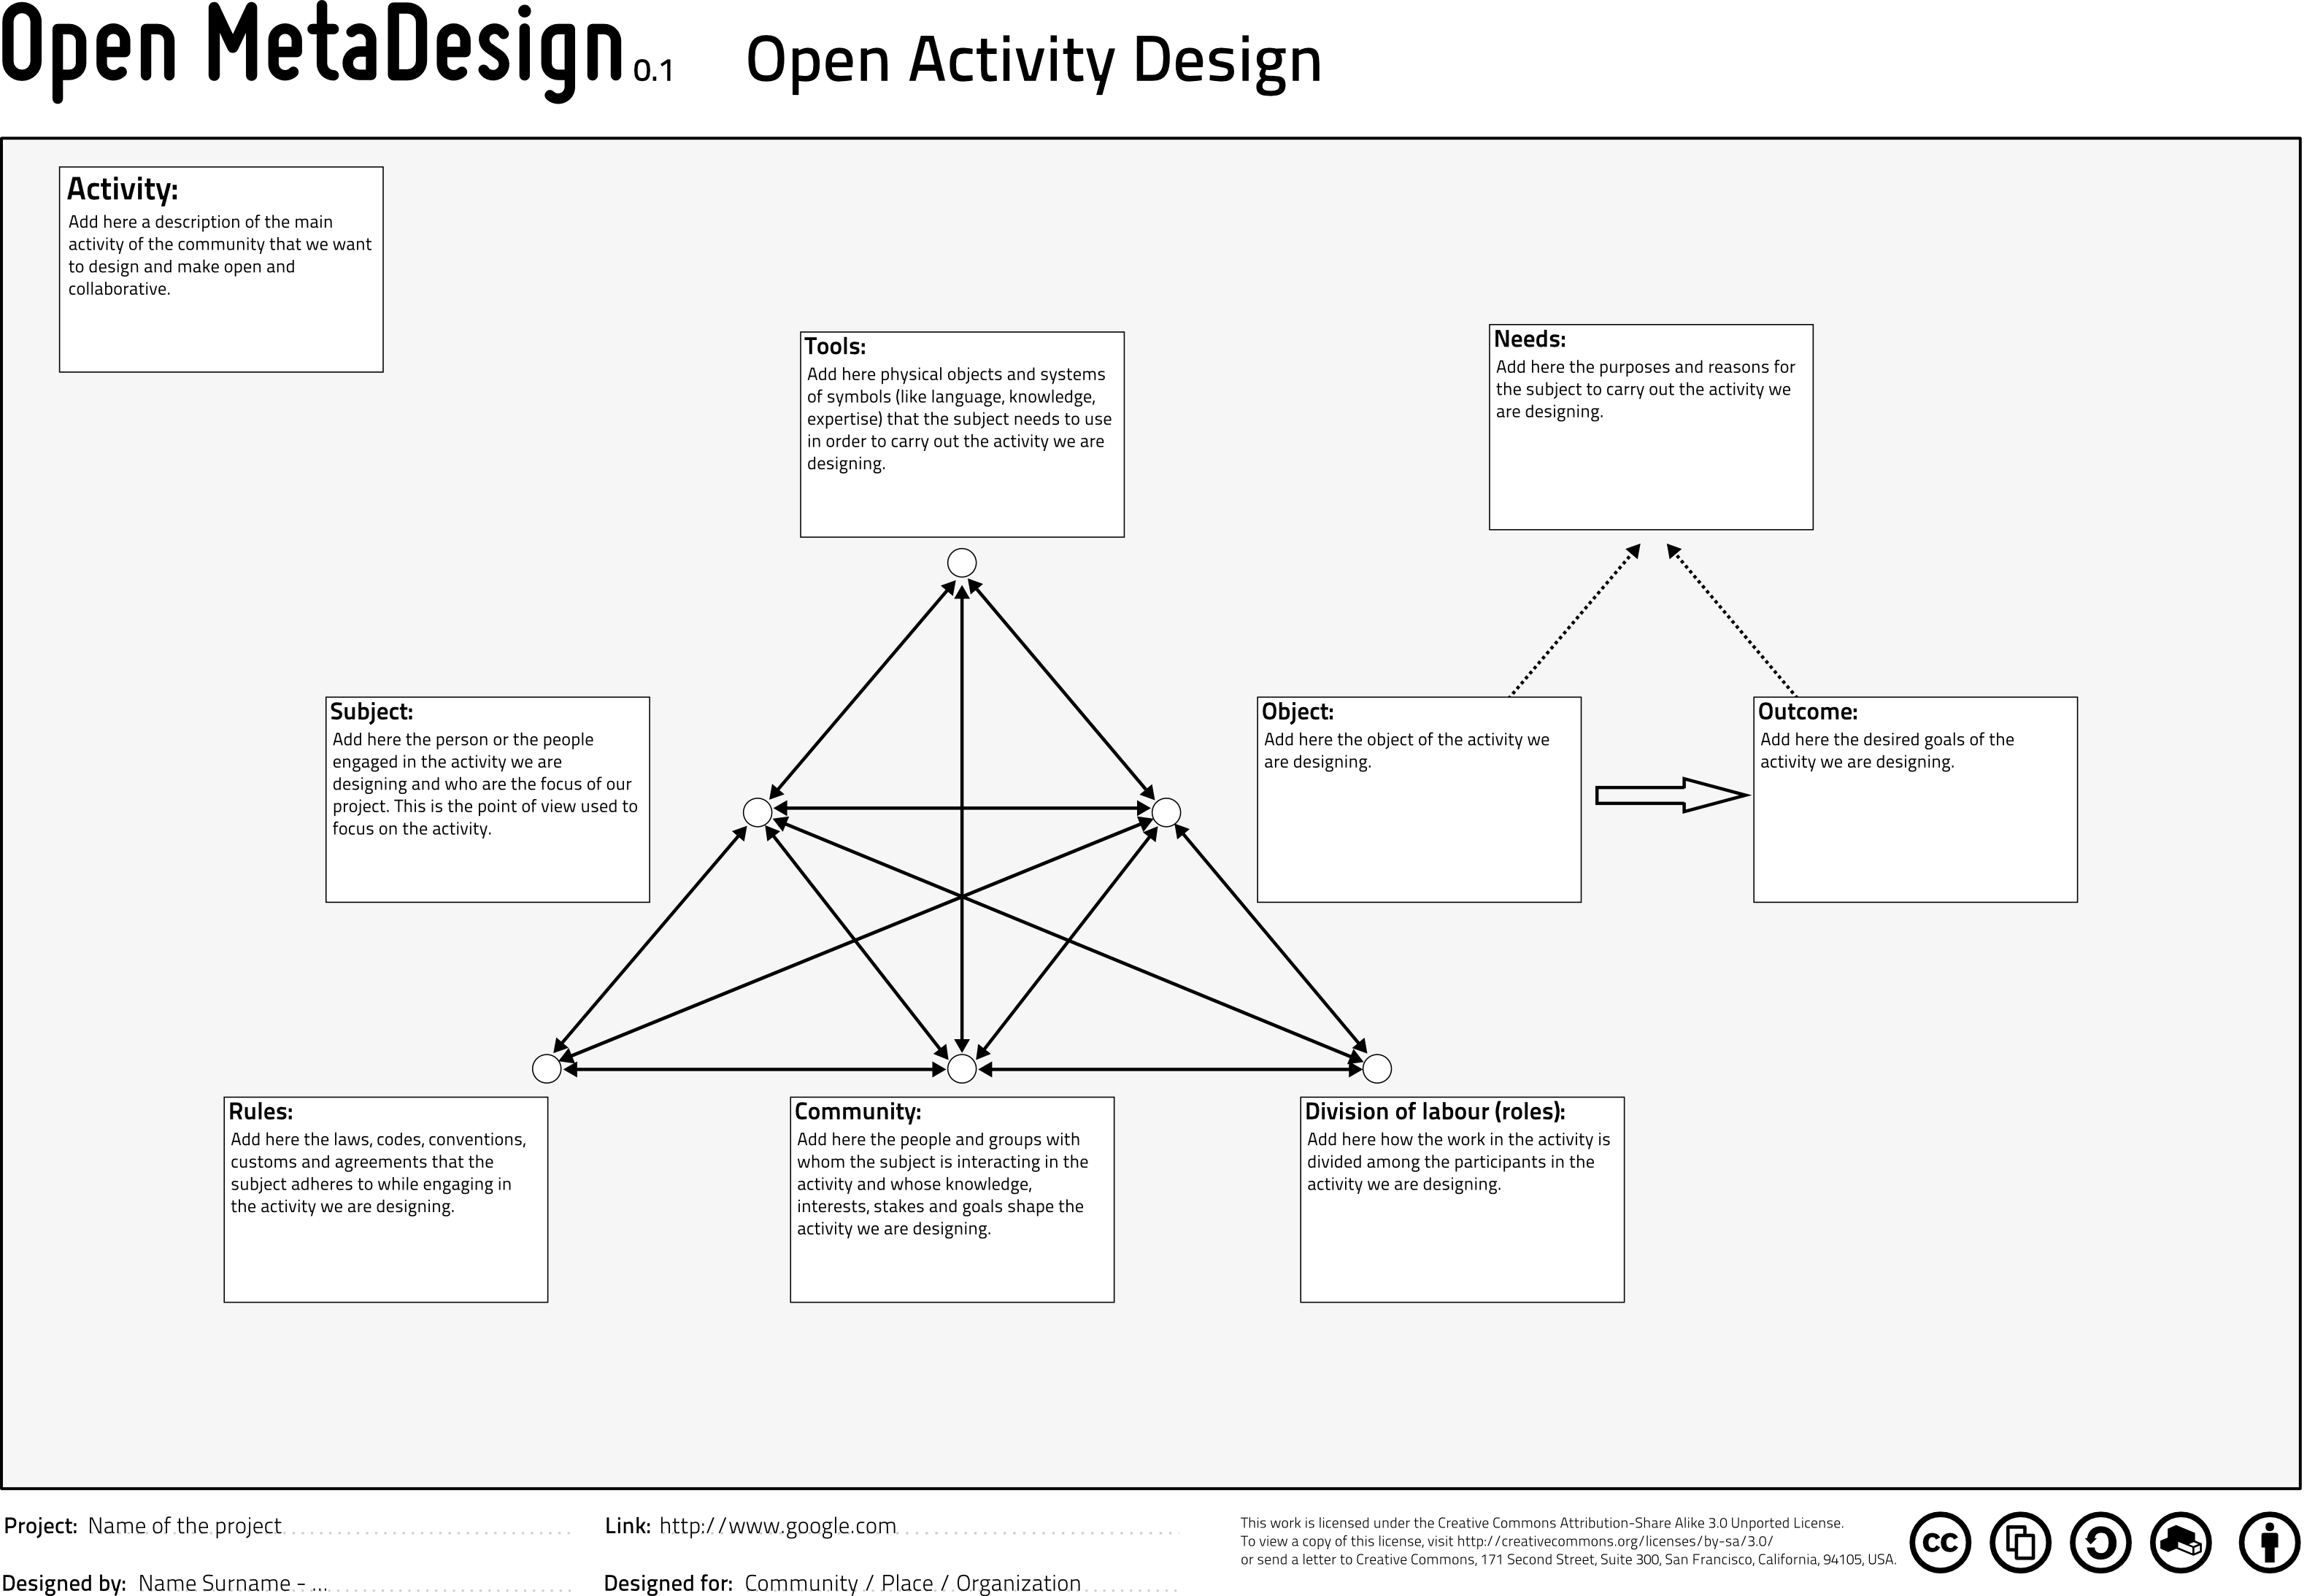 Open MetaDesign 0.1 Open Activity Design
Activity:
Add here a description of the main
activity of the community that we want
to design and make open and
collaborative.
Tools:
Add here physical objects and systems
of symbols (like language, knowledge,
expertise) that the subject needs to use
in order to carry out the activity we are
designing.
Needs:
Add here the purposes and reasons for
the subject to carry out the activity we
are designing.
Subject:
Add here the person or the people
engaged in the activity we are
designing and who are the focus of our
project. This is the point of view used to
focus on the activity.
Object:
Add here the object of the activity we
are designing.
Outcome:
Add here the desired goals of the
activity we are designing.
Rules:
Add here the laws, codes, conventions,
customs and agreements that the
subject adheres to while engaging in
the activity we are designing.
Community:
Add here the people and groups with
whom the subject is interacting in the
activity and whose knowledge,
interests, stakes and goals shape the
activity we are designing.
Division of labour (roles):
Add here how the work in the activity is
divided among the participants in the
activity we are designing.
Project: Name of the project
Link: http://www.google.com
Designed by: Name Surname - ...
Designed for: Community / Place / Organization
This work is licensed under the Creative Commons Attribution-Share Alike 3.0 Unported License.
To view a copy of this license, visit http://creativecommons.org/licenses/by-sa/3.0/
or send a letter to Creative Commons, 171 Second Street, Suite 300, San Francisco, California, 94105, USA.
cc